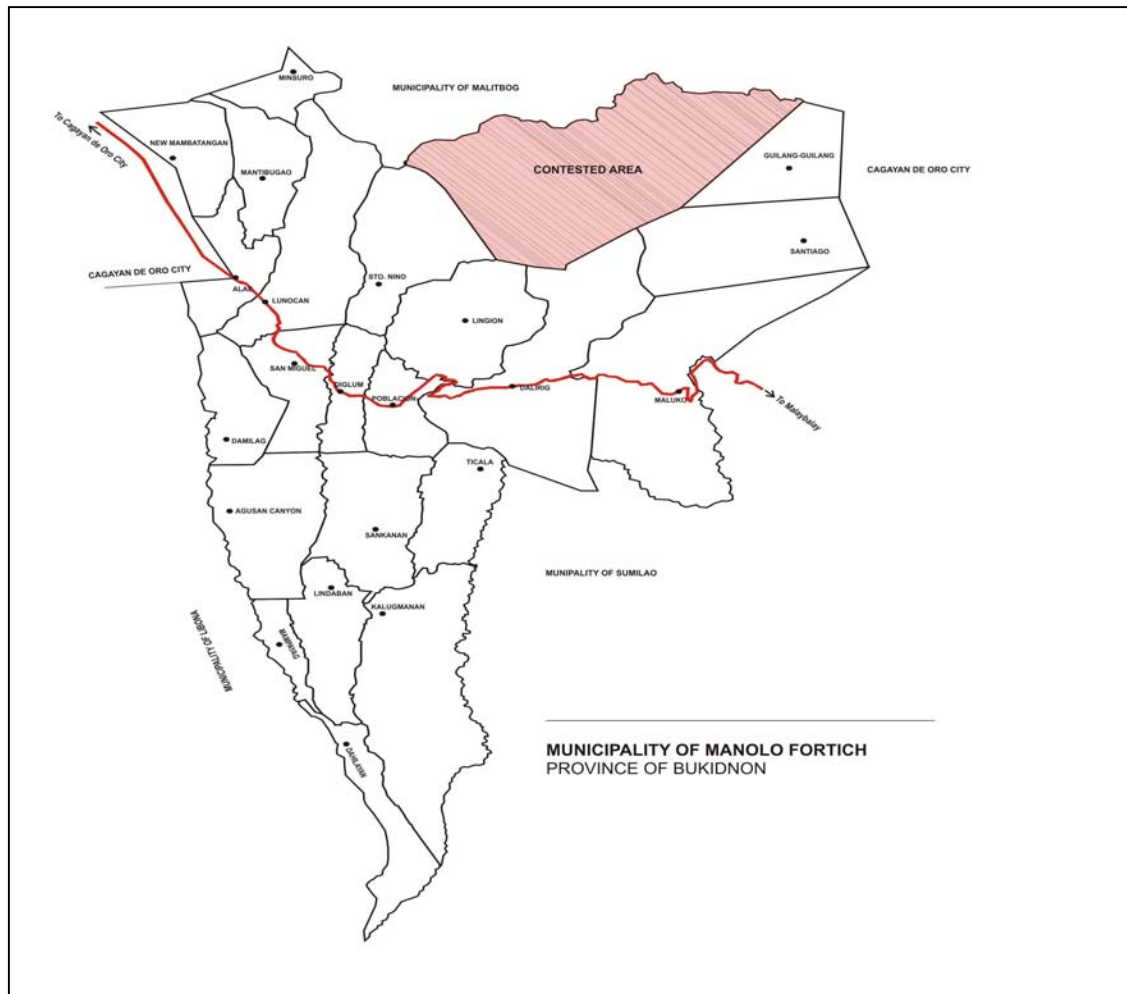 MINSURO
MUNICIPALITY OF MALITBOG
To Cagayan de Oro City
NEW MAMBATANGAN
MANTIBUGAO
CONTESTED AREA
GUILANG-GUILANG
CAGAYAN DE ORO CITY
SANTIAGO
CAGAYAN DE ORO CITY
STO. NINO
ALAE
LUNOCAN
LINGION
SAN MIGUEL
DIGLUM
POBLACION
DALIRIG
MALUKO
To Malaybalay
DAMILAG
TICALA
AGUSAN CANYON
SANKANAN
MUNIPALITY OF SUMILAO
LINDABAN
KALUGMANAN
MUNICIPALITY OF LIBONA
DAHILAYAN
MUNICIPALITY OF MANOLO FORTICH
PROVINCE OF BUKIDNON